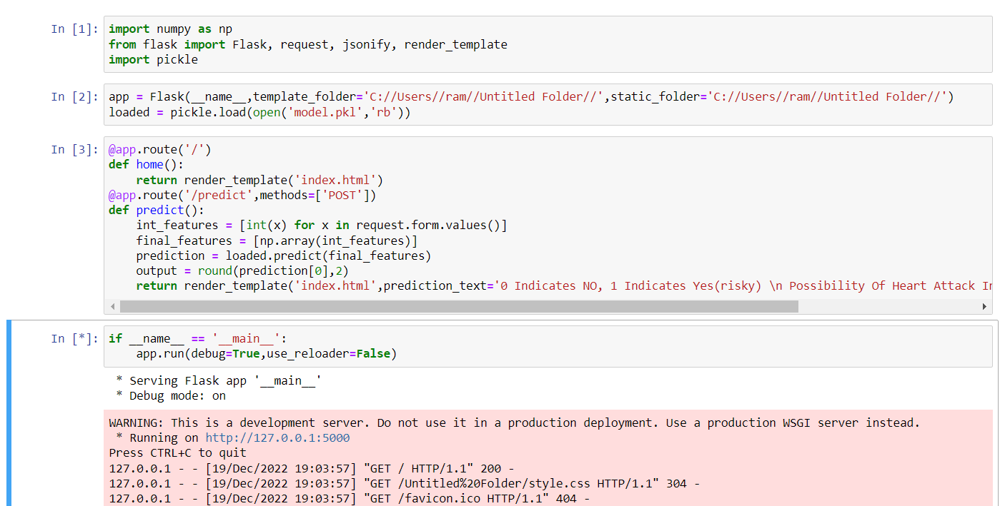 In [1]: import numpy as np
from flask import Flask, request, jsonify, render_template
import pickle
In [2]: app = Flask(__name__,template_folder='C://Users//ram//Untitled Folder//',static_folder='C://Users//ram//Untitled Folder//')
loaded = pickle.load(open('model.pkl','rb'))
In [3]: @app.route('/')
def home():
    return render_template('index.html')
@app.route('/predict',methods=['POST'])
def predict():
    int_features = [int(x) for x in request.form.values()]
    final_features = [np.array(int_features)]
    prediction = loaded.predict(final_features)
    output = round(prediction[0],2)
    return render_template('index.html',prediction_text='0 Indicates NO, 1 Indicates Yes(risky) \n Possibility Of Heart Attack
In [*]: if __name__ == '__main__':
    app.run(debug=True,use_reloader=False)
 * Serving Flask app '__main__'
 * Debug mode: on
WARNING: This is a development server. Do not use it in a production deployment. Use a production WSGI server instead.
 * Running on http://127.0.0.1:5000
Press CTRL+C to quit
127.0.0.1 - - [19/Dec/2022 19:03:57] "GET / HTTP/1.1" 200 -
127.0.0.1 - - [19/Dec/2022 19:03:57] "GET /Untitled%20Folder/style.css HTTP/1.1" 304 -
127.0.0.1 - - [19/Dec/2022 19:03:57] "GET /favicon.ico HTTP/1.1" 404 -